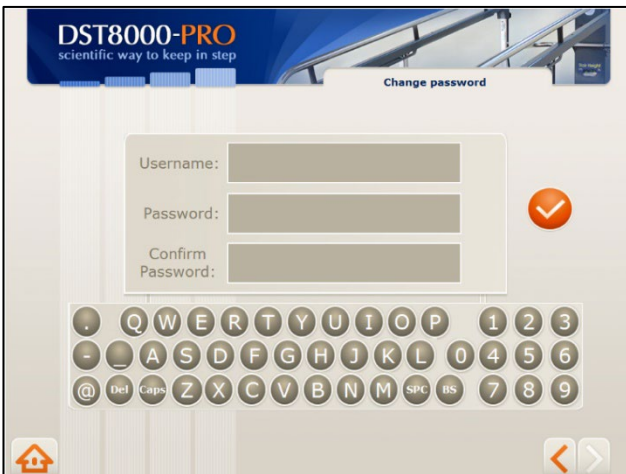 DST8000-PRO
scientific way to keep in step
Change password
Username:
Password:
Confirm
Password:
. Q W E R T Y U I O P 1 2 3
- _ A S D F G H J K L 0 4 5 6
@ Del Caps Z X C V B N M SPC BS 7 8 9